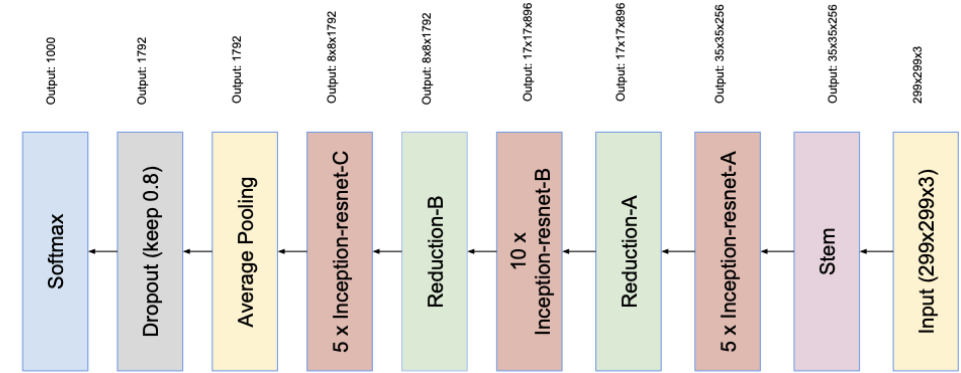 Output: 1000
Output: 1792
Output: 1792
Output: 8x8x1792
Output: 8x8x1792
Output: 17x17x896
Output: 17x17x896
Output: 35x35x256
Output: 35x35x256
299x299x3
Softmax
Dropout (keep 0.8)
Average Pooling
5 x Inception-resnet-C
Reduction-B
10 x
Inception-resnet-B
Reduction-A
5 x Inception-resnet-A
Stem
Input (299x299x3)